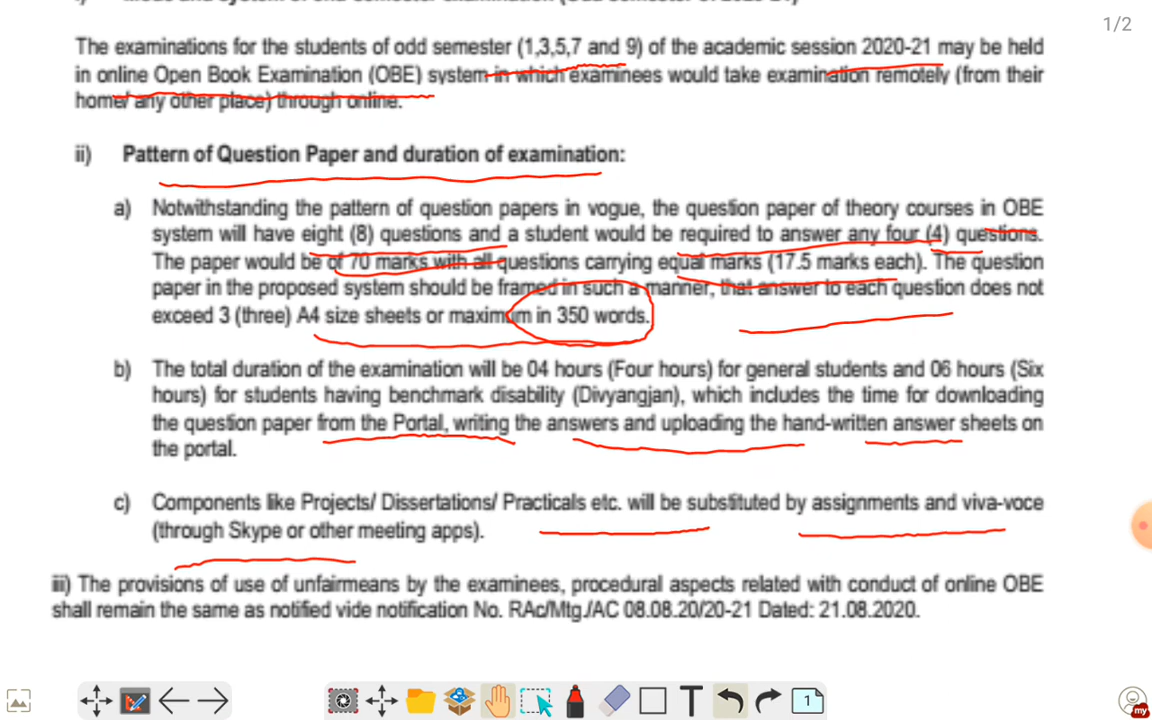 1/2
The examinations for the students of odd semester (1,3,5,7 and 9) of the academic session 2020-21 may be held
in online Open Book Examination (OBE) system in which examinees would take examination remotely (from their
home/ any other place) through online.
ii) Pattern of Question Paper and duration of examination:
a) Notwithstanding the pattern of question papers in vogue, the question paper of theory courses in OBE
system will have eight (8) questions and a student would be required to answer any four (4) questions.
The paper would be of 70 marks with all questions carrying equal marks (17.5 marks each). The question
paper in the proposed system should be framed in such a manner, that answer to each question does not
exceed 3 (three) A4 size sheets or maximum in 350 words.
b) The total duration of the examination will be 04 hours (Four hours) for general students and 06 hours (Six
hours) for students having benchmark disability (Divyangjan), which includes the time for downloading
the question paper from the Portal, writing the answers and uploading the hand-written answer sheets on
the portal.
c) Components like Projects/ Dissertations/ Practicals etc. will be substituted by assignments and viva-voce
(through Skype or other meeting apps).
iii) The provisions of use of unfairmeans by the examinees, procedural aspects related with conduct of online OBE
shall remain the same as notified vide notification No. RAc/Mtg./AC 08.08.20/20-21 Dated: 21.08.2020.
T 1 my